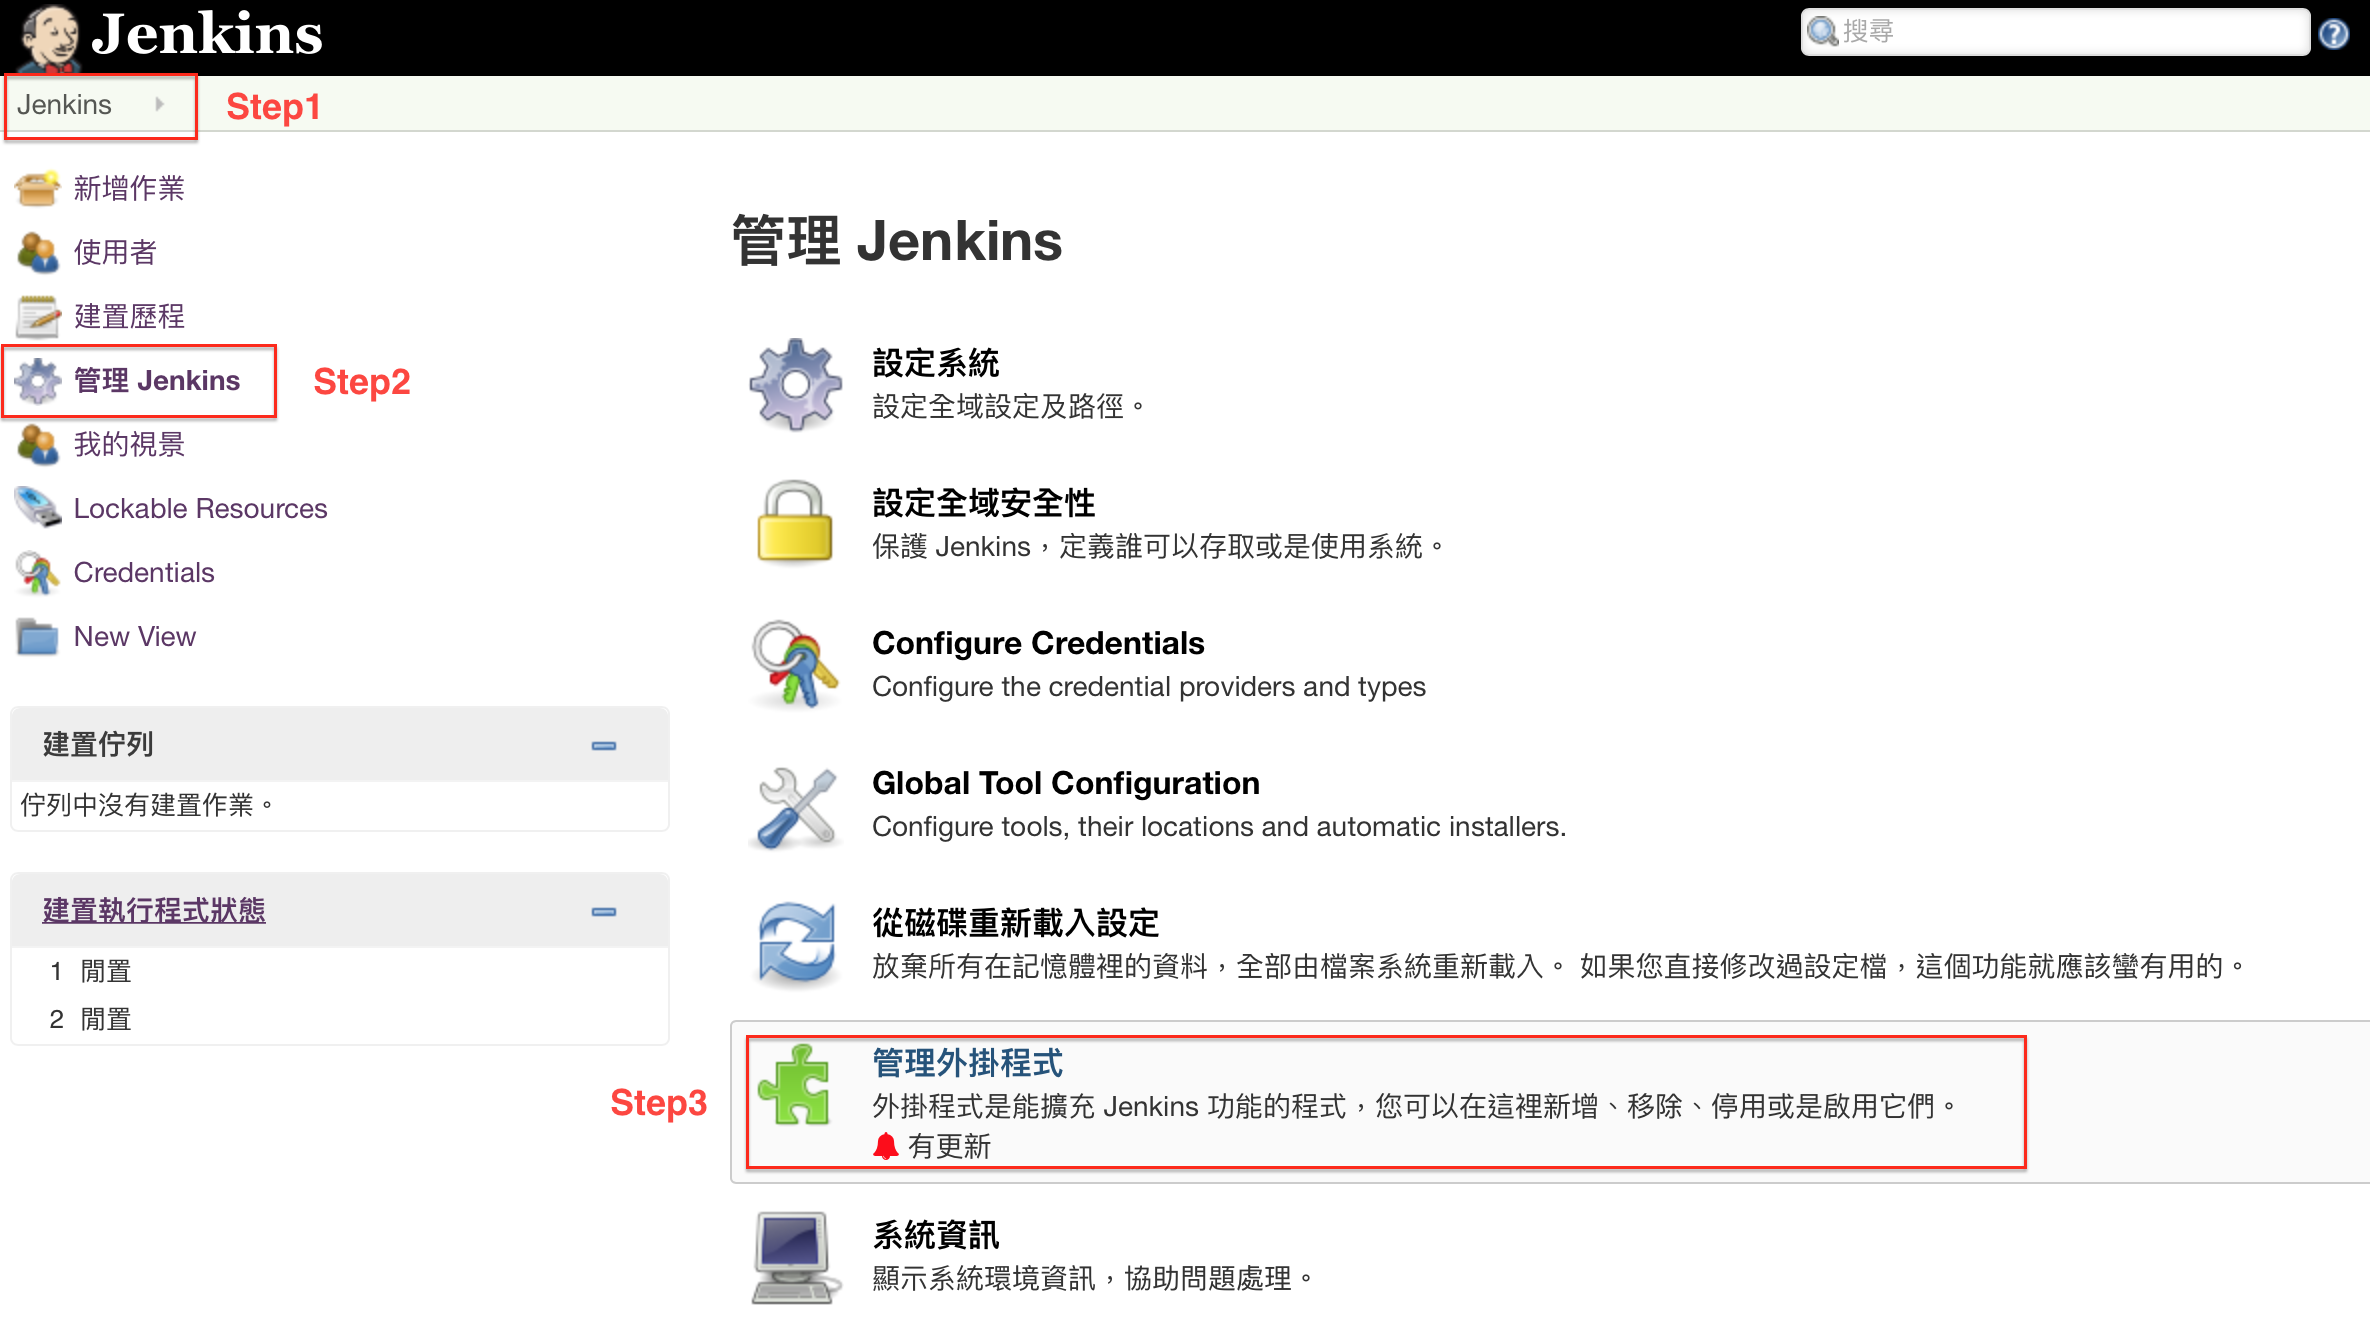 Jenkins
搜尋
Jenkins
Step1
新增作業
使用者
建置歷程
管理 Jenkins
Step2
我的視景
Lockable Resources
Credentials
New View
建置佇列
佇列中沒有建置作業。
建置執行程式狀態
1 閒置
2 閒置
管理 Jenkins
設定系統
設定全域設定及路徑。
設定全域安全性
保護 Jenkins，定義誰可以存取或是使用系統。
Configure Credentials
Configure the credential providers and types
Global Tool Configuration
Configure tools, their locations and automatic installers.
從磁碟重新載入設定
放棄所有在記憶體裡的資料，全部由檔案系統重新載入。 如果您直接修改過設定檔，這個功能就應該蠻有用的。
Step3
管理外掛程式
外掛程式是能擴充 Jenkins 功能的程式，您可以在這裡新增、移除、停用或是啟用它們。
有更新
系統資訊
顯示系統環境資訊，協助問題處理。